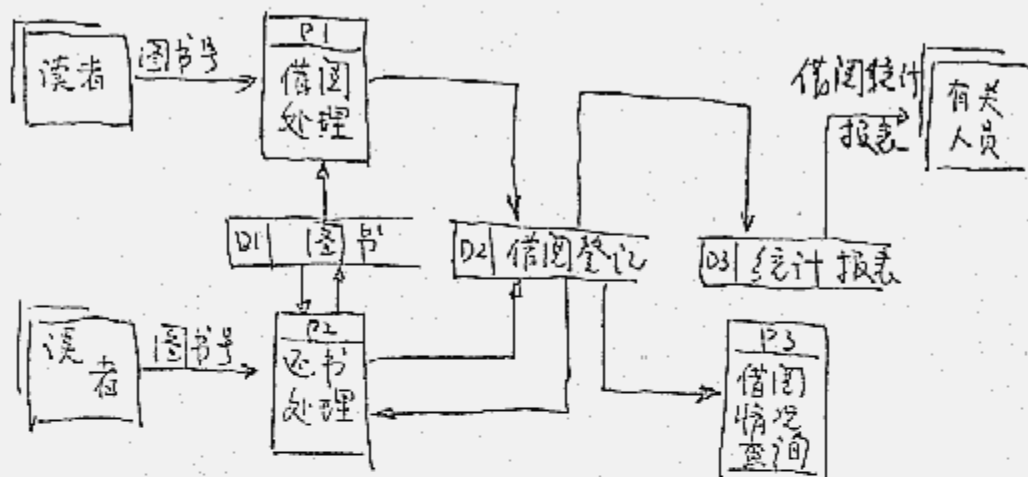 读者
图书号
P1
借阅
处理
借阅统计
报表
有关
人员
D1 图书
D2 借阅登记
D3 统计报表
读
者
图书号
P2
还书
处理
P3
借阅
情况
查询